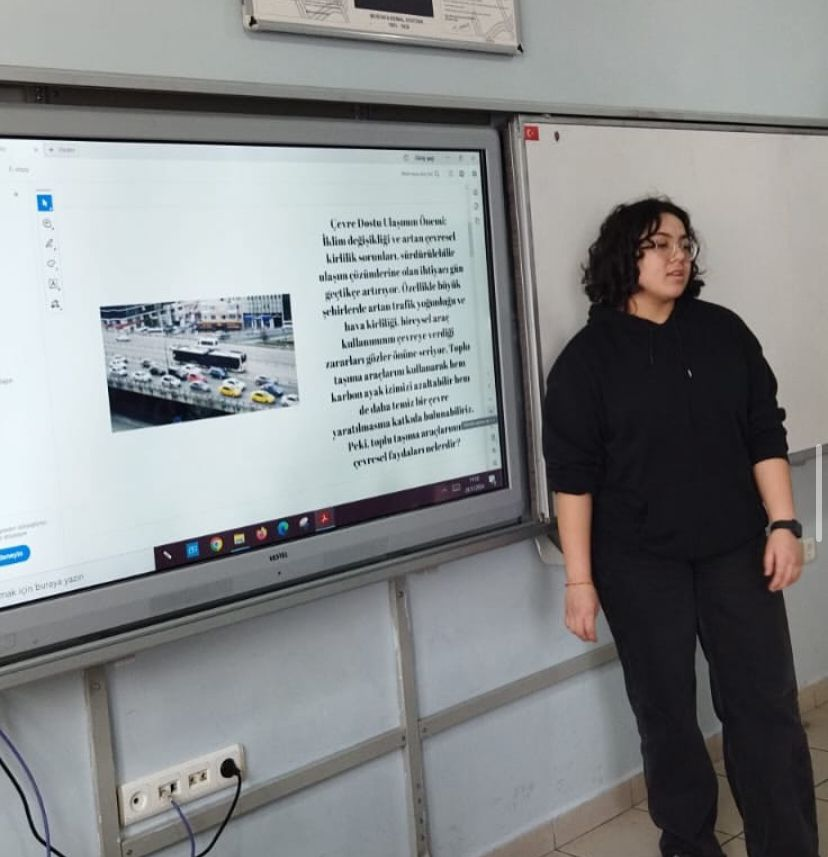 MUSTAFA KEMAL ATATÜRK
Çevre Dostu Ulaşımın Önemi:
İklim değişikliği ve artan çevresel
kirlilik sorunları, sürdürülebilir
ulaşım çözümlerine olan ihtiyacı gün
geçtikçe artırıyor. Özellikle büyük
şehirlerde artan trafik yoğunluğu ve
hava kirliliği, bireysel araç
kullanımının çevreye verdiği
zararları gözler önüne seriyor. Toplu
taşıma araçlarını kullanarak hem
karbon ayak izimizi azaltabilir hem
de daha temiz bir çevre
yaratılmasına katkıda bulunabiliriz.
Peki, toplu taşıma araçlarının
çevresel faydaları nelerdir?
mak için buraya yazın
VESTEL